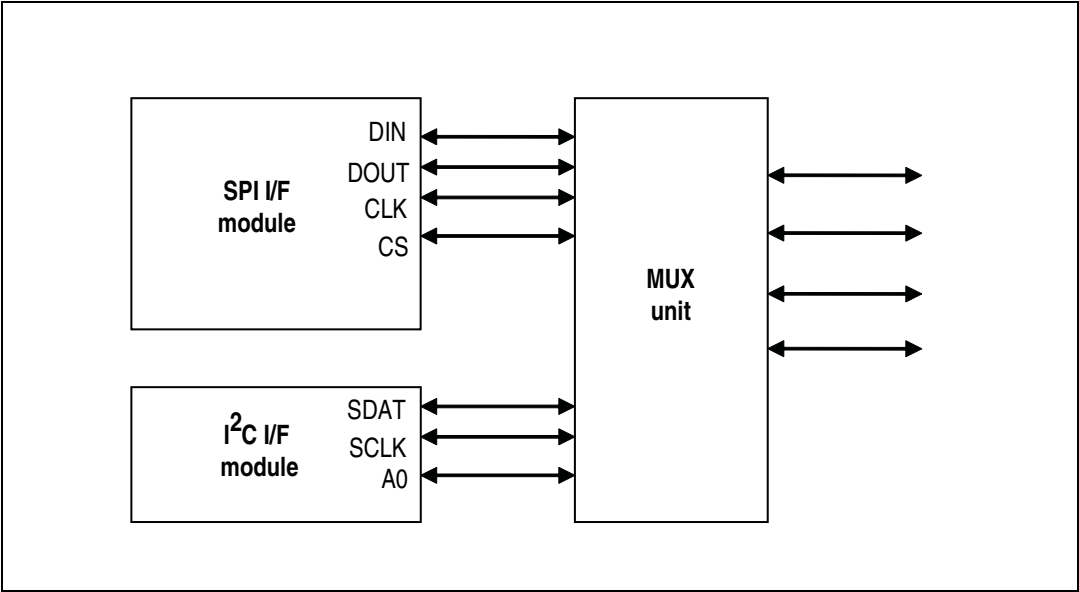 SPI I/F
module
DIN
DOUT
CLK
CS
MUX
unit
I²C I/F
module
SDAT
SCLK
A0